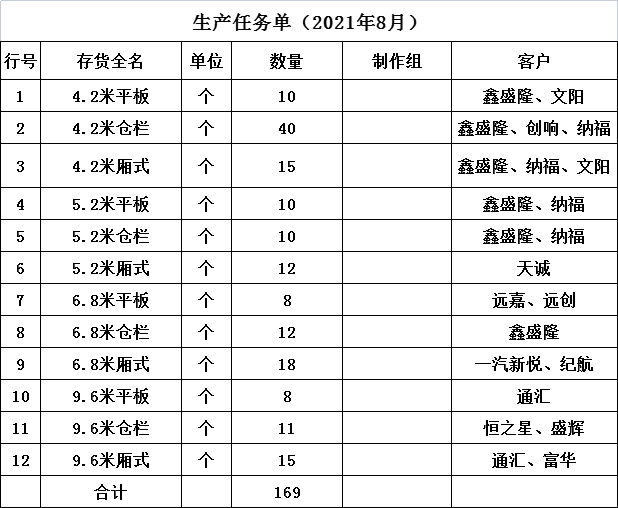 生产任务单（2021年8月）
行号 存货全名 单位 数量 制作组 客户
1 4.2米平板 个 10 鑫盛隆、文阳
2 4.2米仓栏 个 40 鑫盛隆、创响、纳福
3 4.2米厢式 个 15 鑫盛隆、纳福、文阳
4 5.2米平板 个 10 鑫盛隆、纳福
5 5.2米仓栏 个 10 鑫盛隆、纳福
6 5.2米厢式 个 12 天诚
7 6.8米平板 个 8 远嘉、远创
8 6.8米仓栏 个 12 鑫盛隆
9 6.8米厢式 个 18 一汽新悦、纪航
10 9.6米平板 个 8 通汇
11 9.6米仓栏 个 11 恒之星、盛辉
12 9.6米厢式 个 15 通汇、富华
合计 169